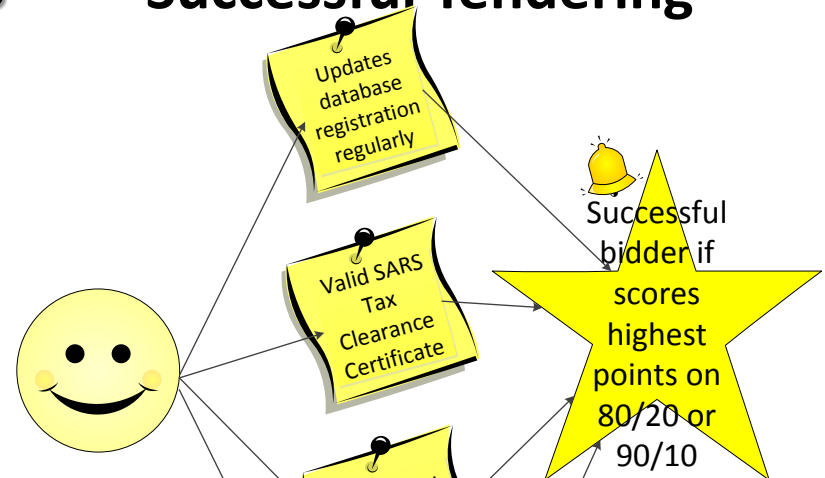 Successful Tendering
Updates
database
registration
regularly
Valid SARS
Tax
Clearance
Certificate
Successful
bidder if
scores
highest
points on
80/20 or
90/10